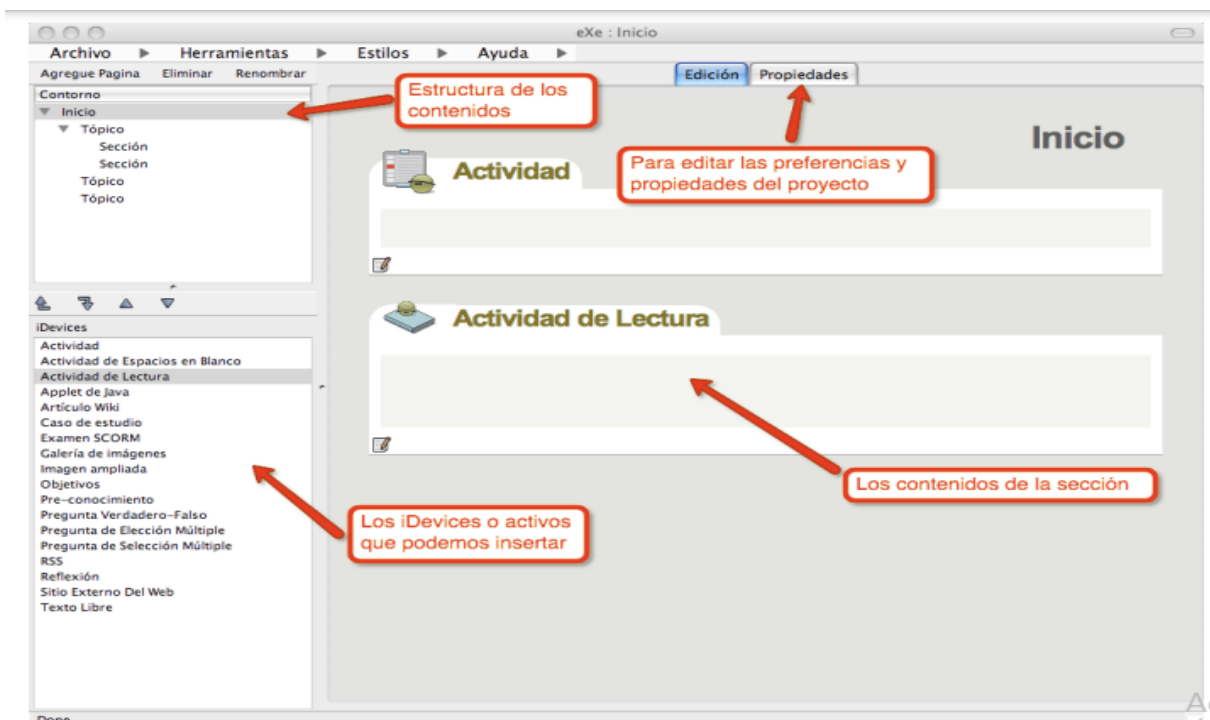 eXe : Inicio
Archivo Herramientas Estilos Ayuda
Agregue Pagina Eliminar Renombrar
Edición Propiedades
Contorno
Inicio
Tópico
Sección
Sección
Tópico
Tópico
Estructura de los
contenidos
Para editar las preferencias y
propiedades del proyecto
Inicio
Actividad
Actividad de Lectura
Los contenidos de la sección
iDevices
Actividad
Actividad de Espacios en Blanco
Actividad de Lectura
Applet de Java
Artículo Wiki
Caso de estudio
Examen SCORM
Galería de imágenes
Imagen ampliada
Objetivos
Pre-conocimiento
Pregunta Verdadero-Falso
Pregunta de Elección Múltiple
Pregunta de Selección Múltiple
RSS
Reflexión
Sitio Externo Del Web
Texto Libre
Los iDevices o activos
que podemos insertar